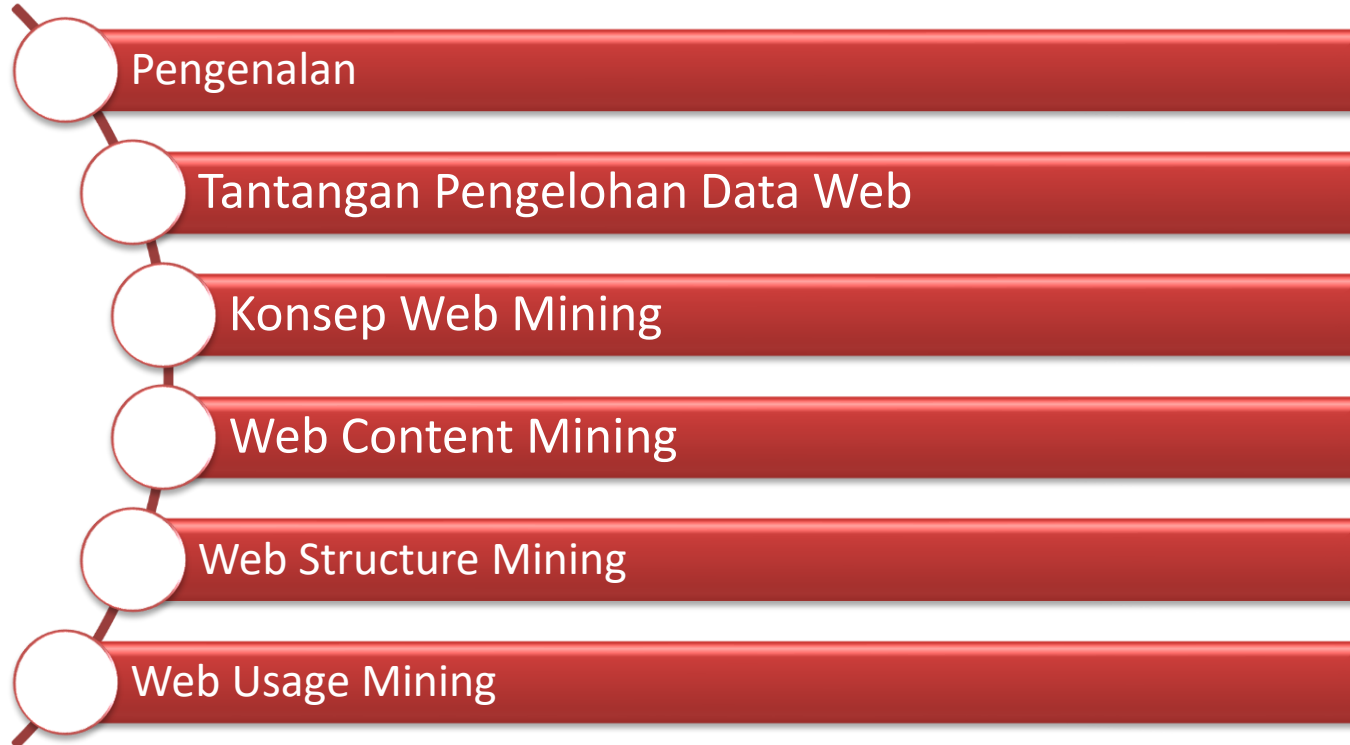 Pengenalan
Tantangan Pengelohan Data Web
Konsep Web Mining
Web Content Mining
Web Structure Mining
Web Usage Mining